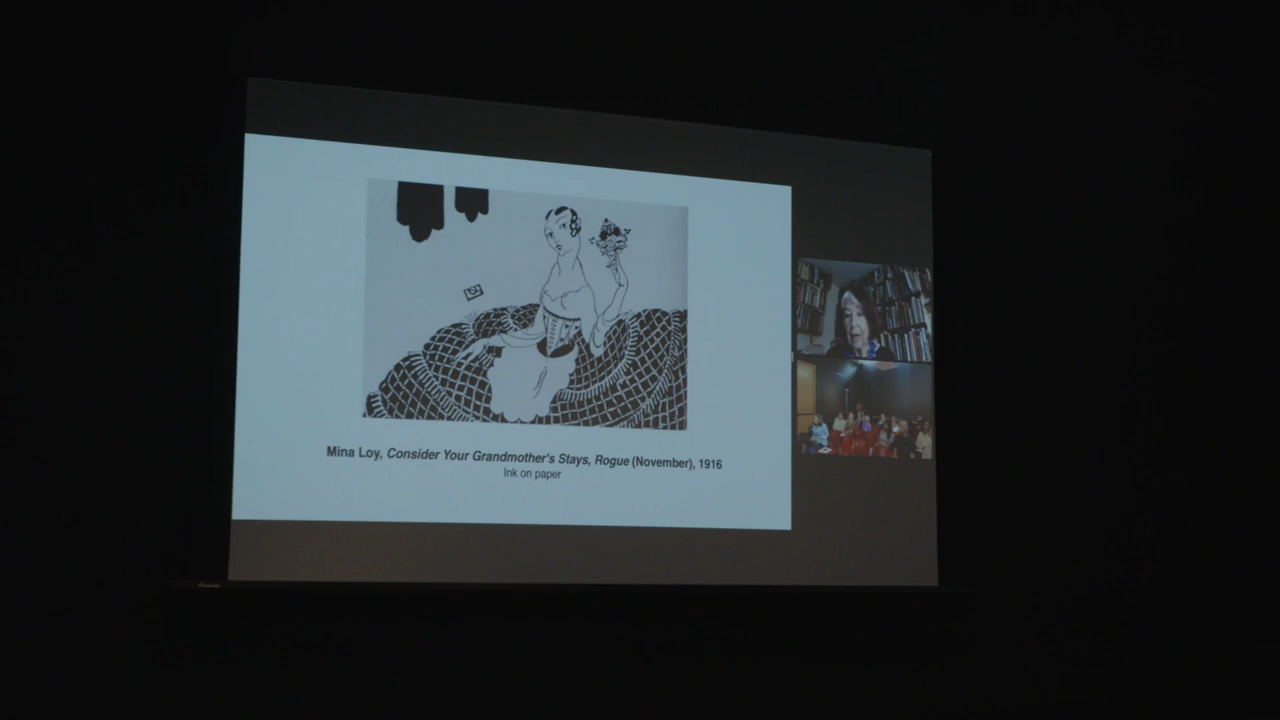 Mina Loy, Consider Your Grandmother's Stays, Rogue (November), 1916
Ink on paper